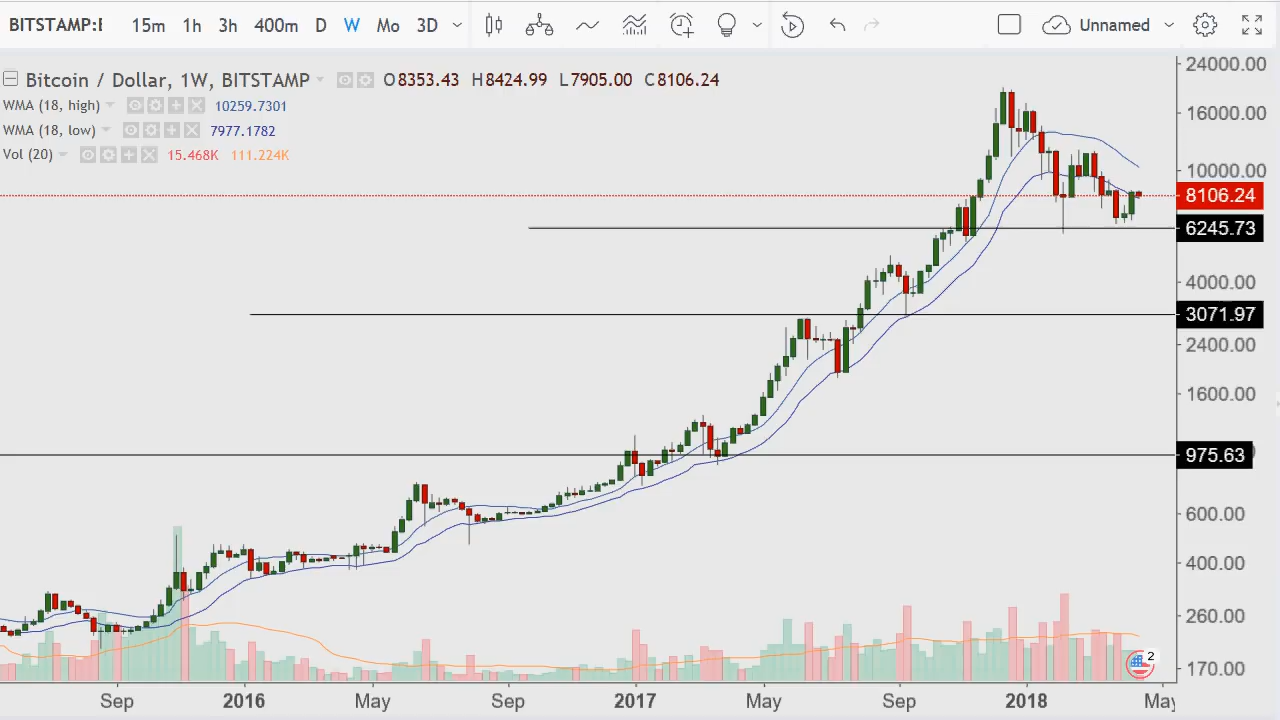 BITSTAMP:E 15m 1h 3h 400m D W Mo 3D Unnamed
Bitcoin / Dollar, 1W, BITSTAMP O8353.43 H8424.99 L7905.00 C8106.24
WMA (18, high) 10259.7301
WMA (18, low) 7977.1782
Vol (20) 15.468K 111.224K
24000.00
16000.00
10000.00
8106.24
6245.73
4000.00
3071.97
2400.00
1600.00
975.63
600.00
400.00
260.00
170.00
2
Sep 2016 May Sep 2017 May Sep 2018 May